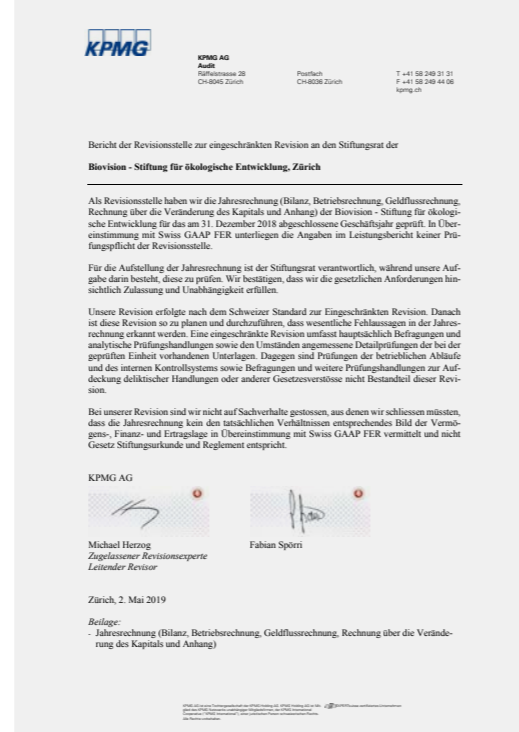 KPMG
KPMG AG
Audit
Räffelstrasse 28
CH-8045 Zürich
Postfach
CH-8036 Zürich
T +41 58 249 31 31
F +41 58 249 44 06
kpmg.ch
Bericht der Revisionsstelle zur eingeschränkten Revision an den Stiftungsrat der
Biovision - Stiftung für ökologische Entwicklung, Zürich
Als Revisionsstelle haben wir die Jahresrechnung (Bilanz, Betriebsrechnung, Geldflussrechnung,
Rechnung über die Veränderung des Kapitals und Anhang) der Biovision - Stiftung für ökologi-
sche Entwicklung für das am 31. Dezember 2018 abgeschlossene Geschäftsjahr geprüft. In Über-
einstimmung mit Swiss GAAP FER unterliegen die Angaben im Leistungsbericht keiner Prü-
fungspflicht der Revisionsstelle.
Für die Aufstellung der Jahresrechnung ist der Stiftungsrat verantwortlich, während unsere Auf-
gabe darin besteht, diese zu prüfen. Wir bestätigen, dass wir die gesetzlichen Anforderungen hin-
sichtlich Zulassung und Unabhängigkeit erfüllen.
Unsere Revision erfolgte nach dem Schweizer Standard zur Eingeschränkten Revision. Danach
ist diese Revision so zu planen und durchzuführen, dass wesentliche Fehlaussagen in der Jahres-
rechnung erkannt werden. Eine eingeschränkte Revision umfasst hauptsächlich Befragungen und
analytische Prüfungshandlungen sowie den Umständen angemessene Detailprüfungen der bei der
geprüften Einheit vorhandenen Unterlagen. Dagegen sind Prüfungen der betrieblichen Abläufe
und des internen Kontrollsystems sowie Befragungen und weitere Prüfungshandlungen zur Auf-
deckung deliktischer Handlungen oder anderer Gesetzesverstösse nicht Bestandteil dieser Revi-
sion.
Bei unserer Revision sind wir nicht auf Sachverhalte gestossen, aus denen wir schliessen müssten,
dass die Jahresrechnung kein den tatsächlichen Verhältnissen entsprechendes Bild der Vermö-
gens-, Finanz- und Ertragslage in Übereinstimmung mit Swiss GAAP FER vermittelt und nicht
Gesetz Stiftungsurkunde und Reglement entspricht.
KPMG AG
Michael Herzog
Zugelassener Revisionsexperte
Leitender Revisor
Fabian Spörri
Zürich, 2. Mai 2019
Beilage:
- Jahresrechnung (Bilanz, Betriebsrechnung, Geldflussrechnung, Rechnung über die Verände-
rung des Kapitals und Anhang)